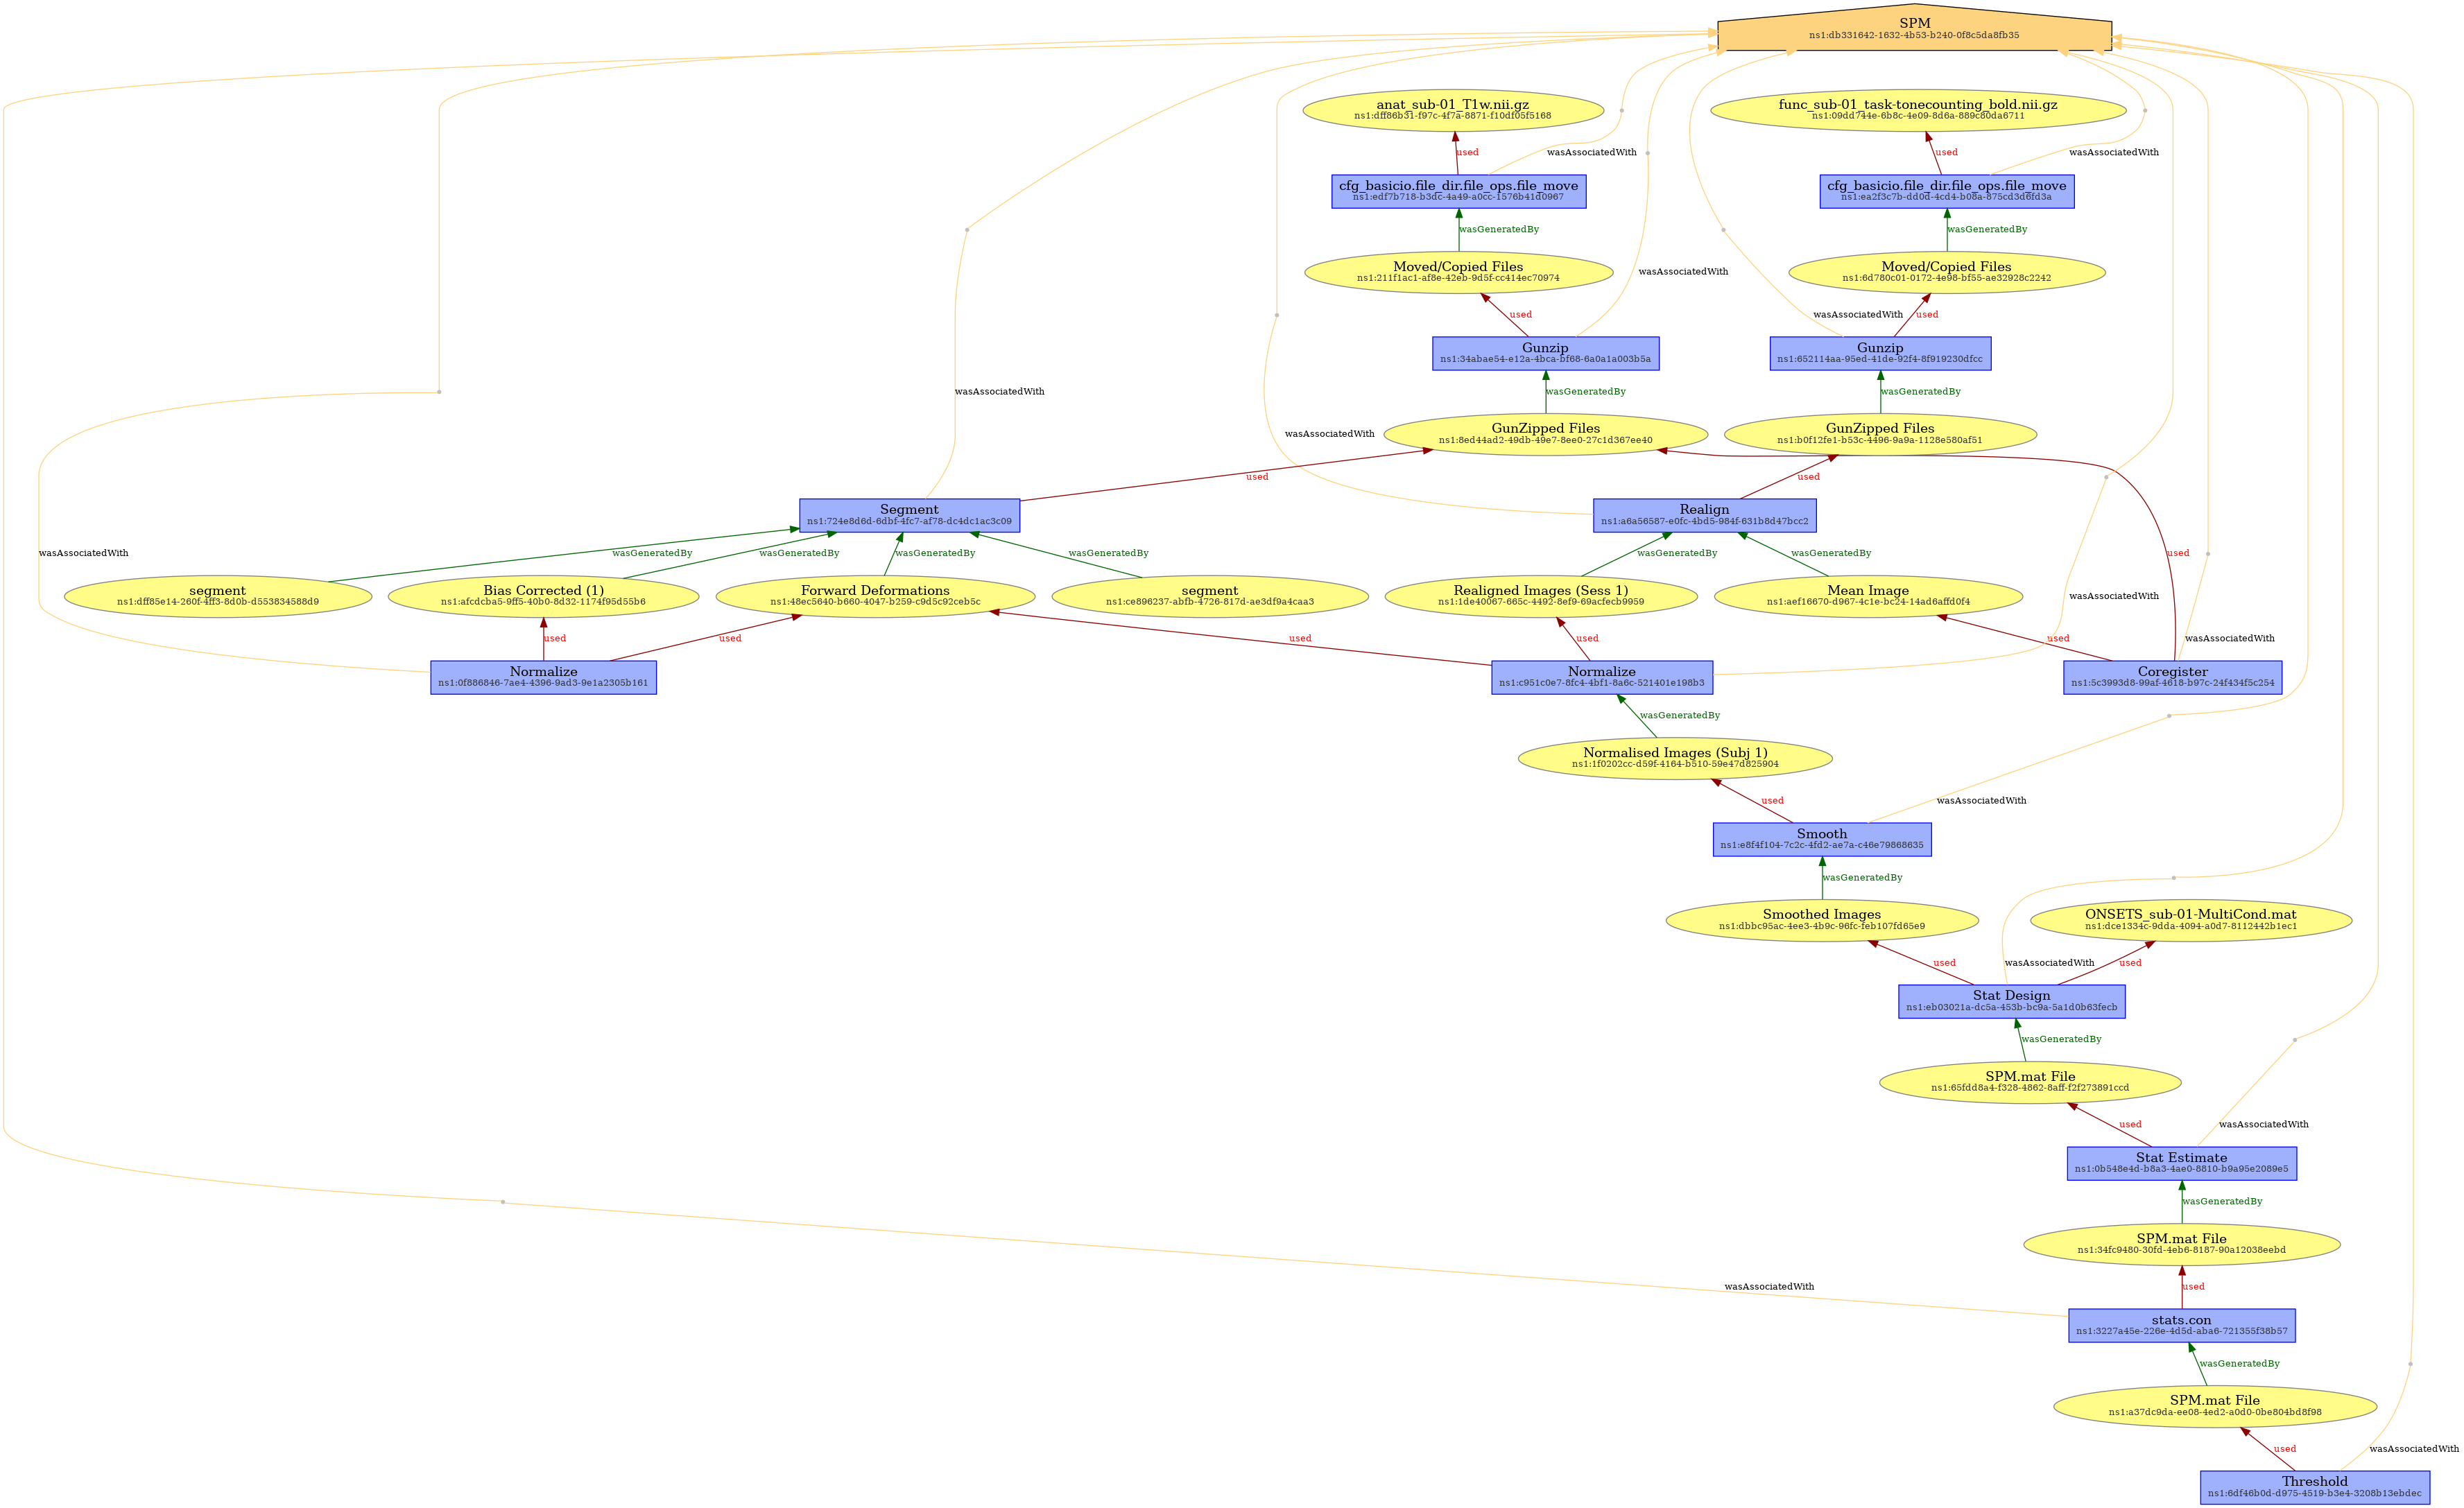 SPM
ns1:db331642-1632-4b53-b240-0f8c5da8fb35
anat_sub-01_T1w.nii.gz
ns1:dff86b31-f97c-4f7a-8871-f10df05f5168
func_sub-01_task-tonecounting_bold.nii.gz
ns1:09dd744e-6b8c-4e09-8d6a-889c80da6711
used
wasAssociatedWith
used
wasAssociatedWith
cfg_basicio.file_dir.file_ops.file_move
ns1:edf7b718-b3dc-4a49-a0cc-1576b41d0967
cfg_basicio.file_dir.file_ops.file_move
ns1:ea2f3c7b-dd0d-4cd4-b08a-875cd3d6fd3a
wasGeneratedBy
wasGeneratedBy
Moved/Copied Files
ns1:211f1ac1-af8e-42eb-9d5f-cc414ec70974
wasAssociatedWith
Moved/Copied Files
ns1:6d780c01-0172-4e98-bf55-ae32928c2242
used
wasAssociatedWith
used
Gunzip
ns1:34abae54-e12a-4bca-bf68-6a0a1a003b5a
Gunzip
ns1:652114aa-95ed-41de-92f4-8f919230dfcc
wasAssociatedWith
wasGeneratedBy
wasGeneratedBy
wasAssociatedWith
GunZipped Files
ns1:8ed44ad2-49db-49e7-8ee0-27c1d367ee40
GunZipped Files
ns1:b0f12fe1-b53c-4496-9a9a-1128e580af51
used
used
Segment
ns1:724e8d6d-6dbf-4fc7-af78-dc4dc1ac3c09
Realign
ns1:a6a56587-e0fc-4bd5-984f-631b8d47bcc2
wasAssociatedWith
wasGeneratedBy
wasGeneratedBy
wasGeneratedBy
wasGeneratedBy
wasGeneratedBy
wasGeneratedBy
used
segment
ns1:dff85e14-260f-4ff3-8d0b-d553834588d9
Bias Corrected (1)
ns1:afcdcba5-9ff5-40b0-8d32-1174f95d55b6
Forward Deformations
ns1:48ec5640-b660-4047-b259-c9d5c92ceb5c
segment
ns1:ce896237-abfb-4726-817d-ae3df9a4caa3
Realigned Images (Sess 1)
ns1:1de40067-665c-4492-8ef9-69acfecb9959
Mean Image
ns1:aef16670-d967-4c1e-bc24-14ad6affd0f4
wasAssociatedWith
used
used
used
used
used
wasAssociatedWith
Normalize
ns1:0f886846-7ae4-4396-9ad3-9e1a2305b161
Normalize
ns1:c951c0e7-8fc4-4bf1-8a6c-521401e198b3
Coregister
ns1:5c3993d8-99af-4618-b97c-24f434f5c254
wasGeneratedBy
Normalised Images (Subj 1)
ns1:1f0202cc-d59f-4164-b510-59e47d825904
used
wasAssociatedWith
Smooth
ns1:e8f4f104-7c2c-4fd2-ae7a-c46e79868635
wasGeneratedBy
Smoothed Images
ns1:dbbc95ac-4ee3-4b9c-96fc-feb107fd65e9
ONSETS_sub-01-MultiCond.mat
ns1:dce1334c-9dda-4094-a0d7-8112442b1ec1
used
wasAssociatedWith
used
Stat Design
ns1:eb03021a-dc5a-453b-bc9a-5a1d0b63fecb
wasGeneratedBy
SPM.mat File
ns1:65fdd8a4-f328-4862-8aff-f2f273891ccd
used
wasAssociatedWith
Stat Estimate
ns1:0b548e4d-b8a3-4ae0-8810-b9a95e2089e5
wasGeneratedBy
SPM.mat File
ns1:34fc9480-30fd-4eb6-8187-90a12038eebd
wasAssociatedWith
used
stats.con
ns1:3227a45e-226e-4d5d-aba6-721355f38b57
wasGeneratedBy
SPM.mat File
ns1:a37dc9da-ee08-4ed2-a0d0-0be804bd8f98
used
wasAssociatedWith
Threshold
ns1:6df46b0d-d975-4519-b3e4-3208b13ebdec